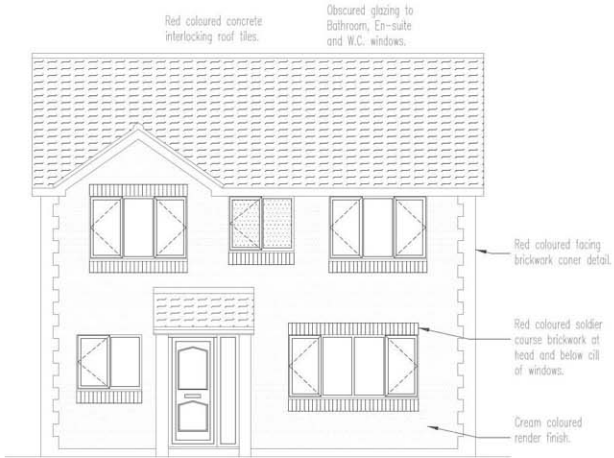 Red coloured concrete
interlocking roof tiles.
Obscured glazing to
Bathroom, En-suite
and W.C. windows.
Red coloured facing
brickwork coner detail.
Red coloured soldier
course brickwork at
head and below cill
of windows.
Cream coloured
render finish.